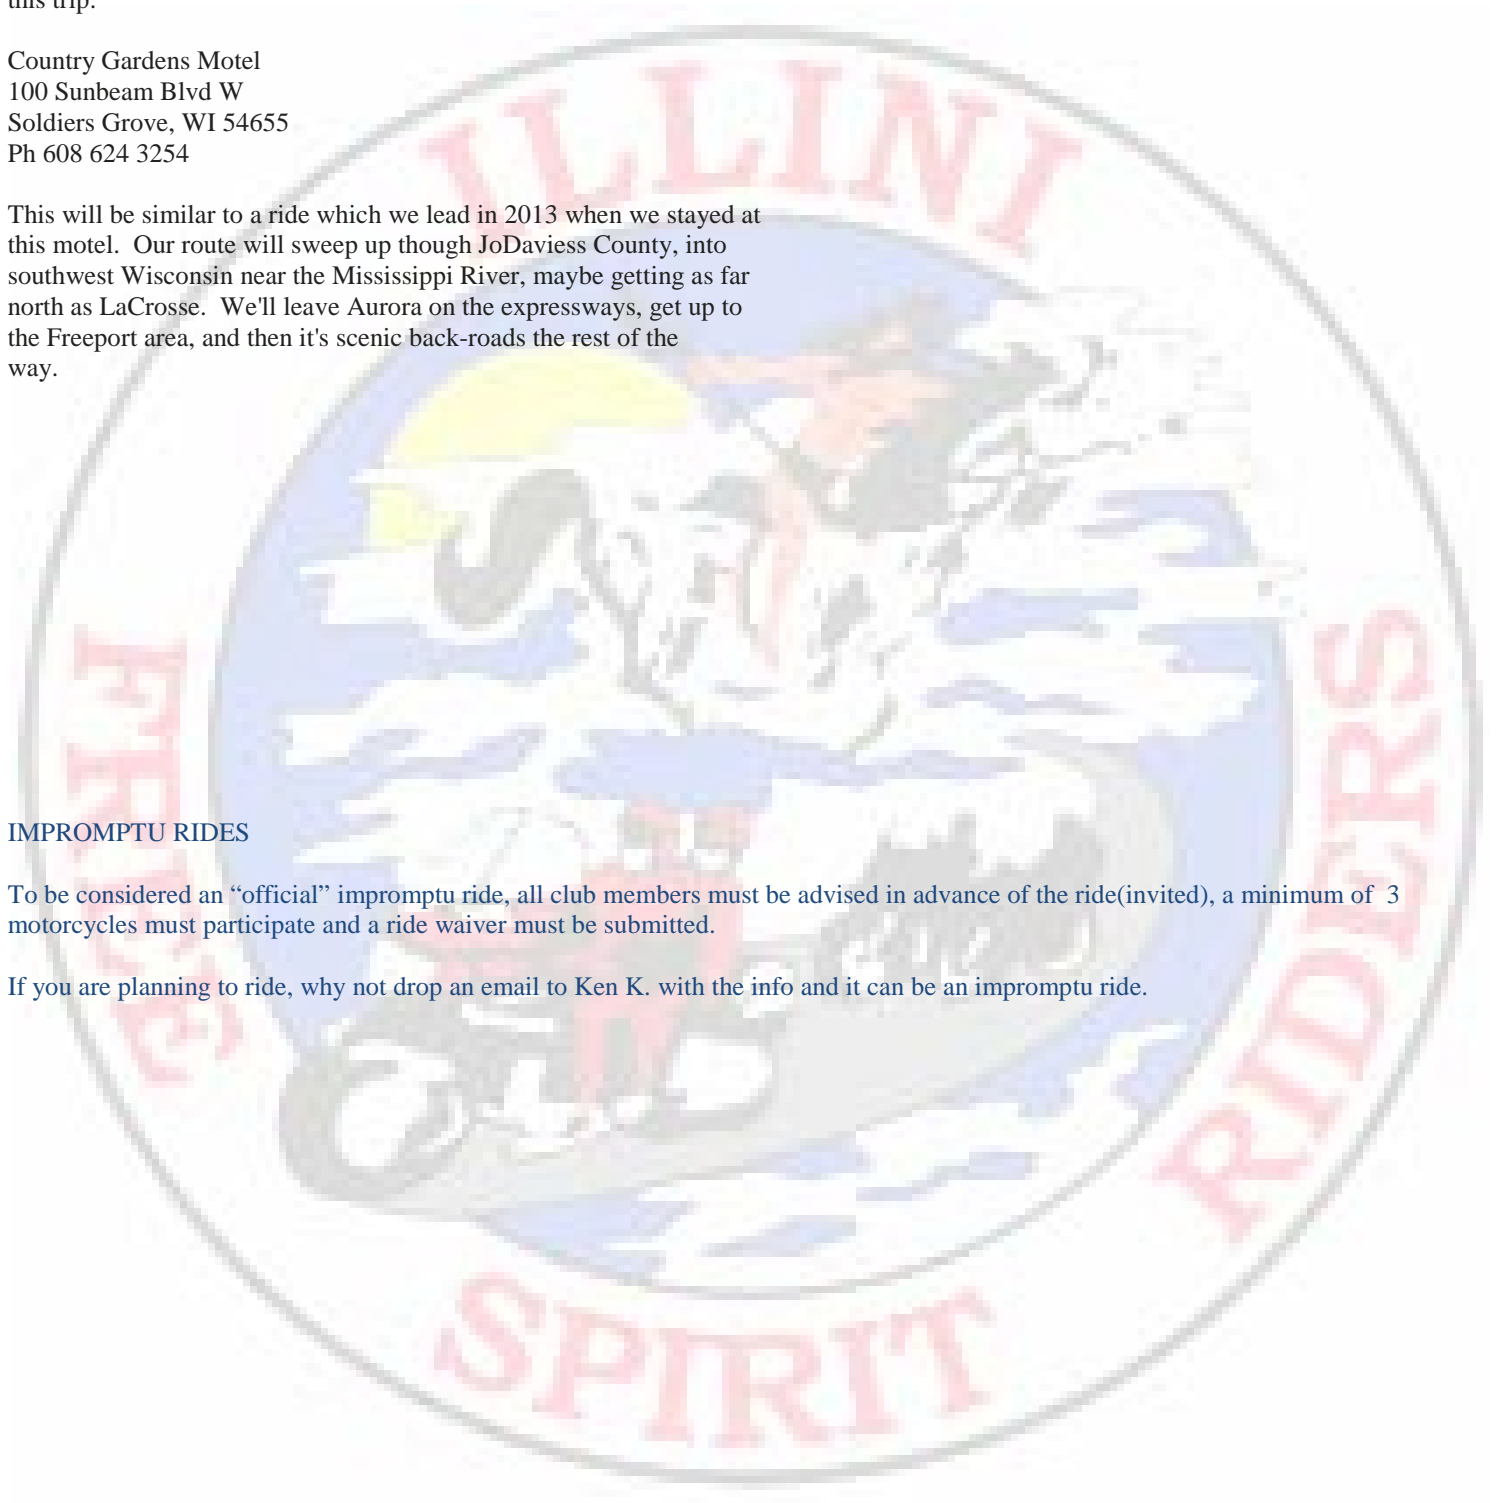 this trip.
Country Gardens Motel
100 Sunbeam Blvd W
Soldiers Grove, WI 54655
Ph 608 624 3254
This will be similar to a ride which we lead in 2013 when we stayed at
this motel.  Our route will sweep up though JoDaviess County, into
southwest Wisconsin near the Mississippi River, maybe getting as far
north as LaCrosse.  We'll leave Aurora on the expressways, get up to
the Freeport area, and then it's scenic back-roads the rest of the
way.
IMPROMPTU RIDES
To be considered an “official” impromptu ride, all club members must be advised in advance of the ride(invited), a minimum of  3
motorcycles must participate and a ride waiver must be submitted.
If you are planning to ride, why not drop an email to Ken K. with the info and it can be an impromptu ride.
ILLINI
FREE
SPIRIT
RIDERS